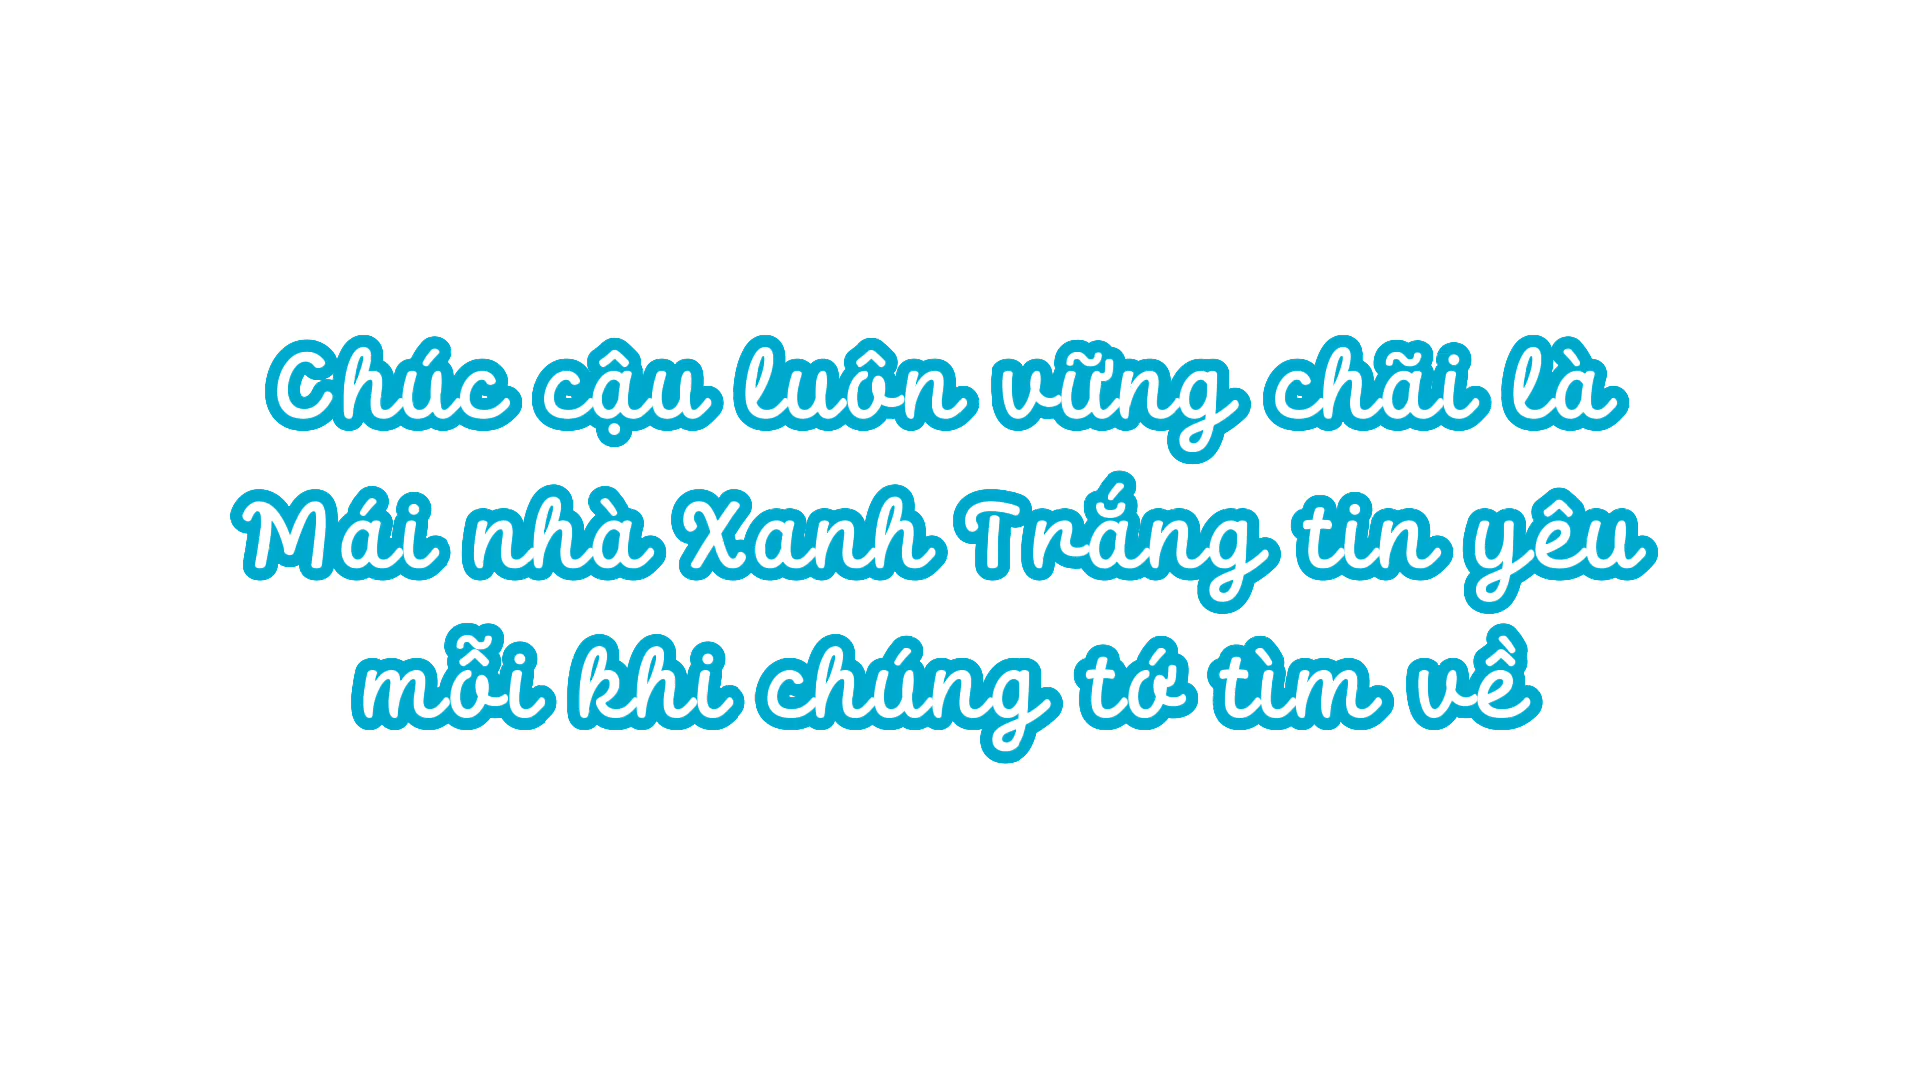 Chúc cậu luôn vững chãi là
Mái nhà Xanh Trắng tin yêu
mỗi khi chúng tớ tìm về